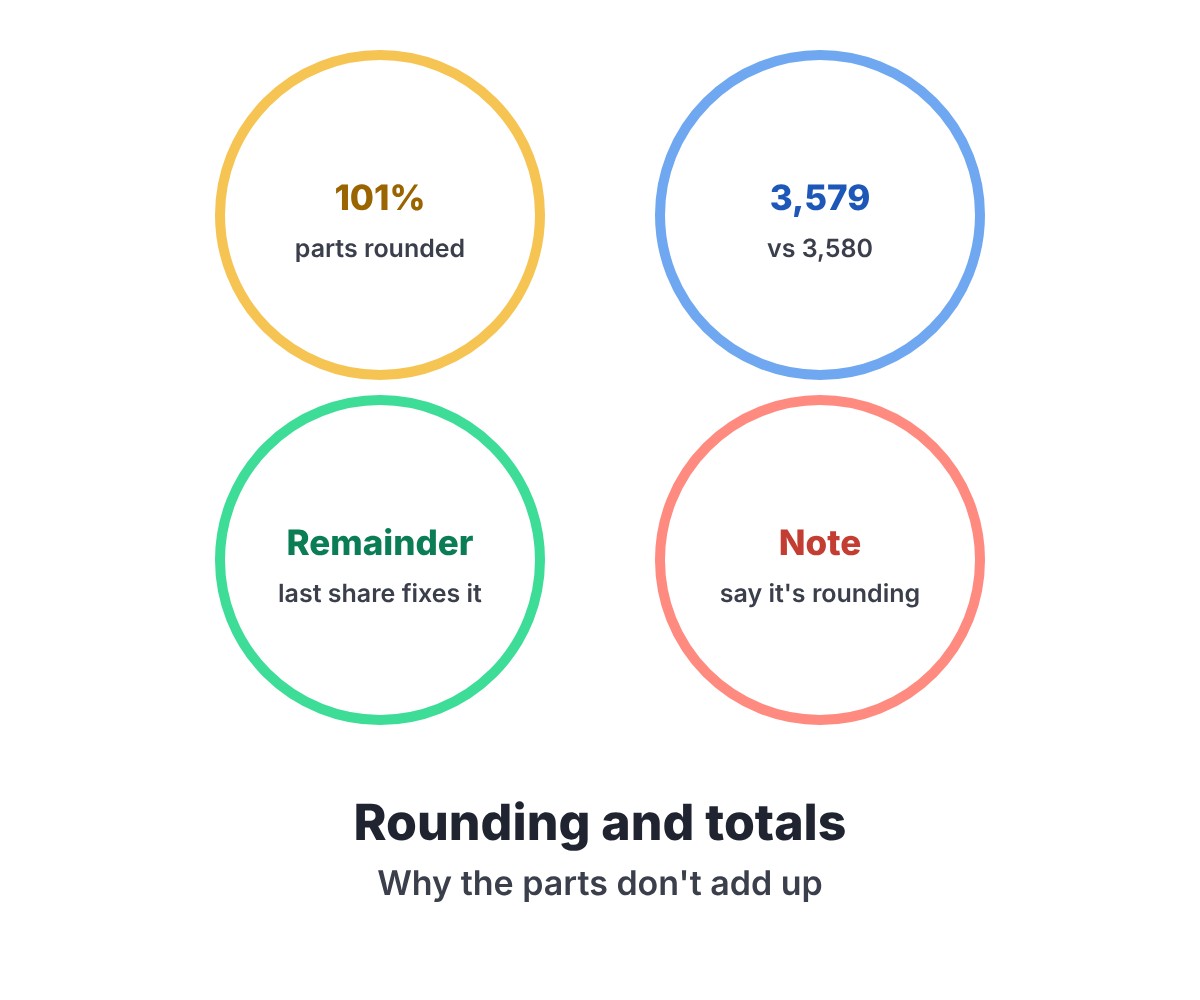 101%
parts rounded
3,579
vs 3,580
Remainder
last share fixes it
Note
say it's rounding
Rounding and totals
Why the parts don't add up